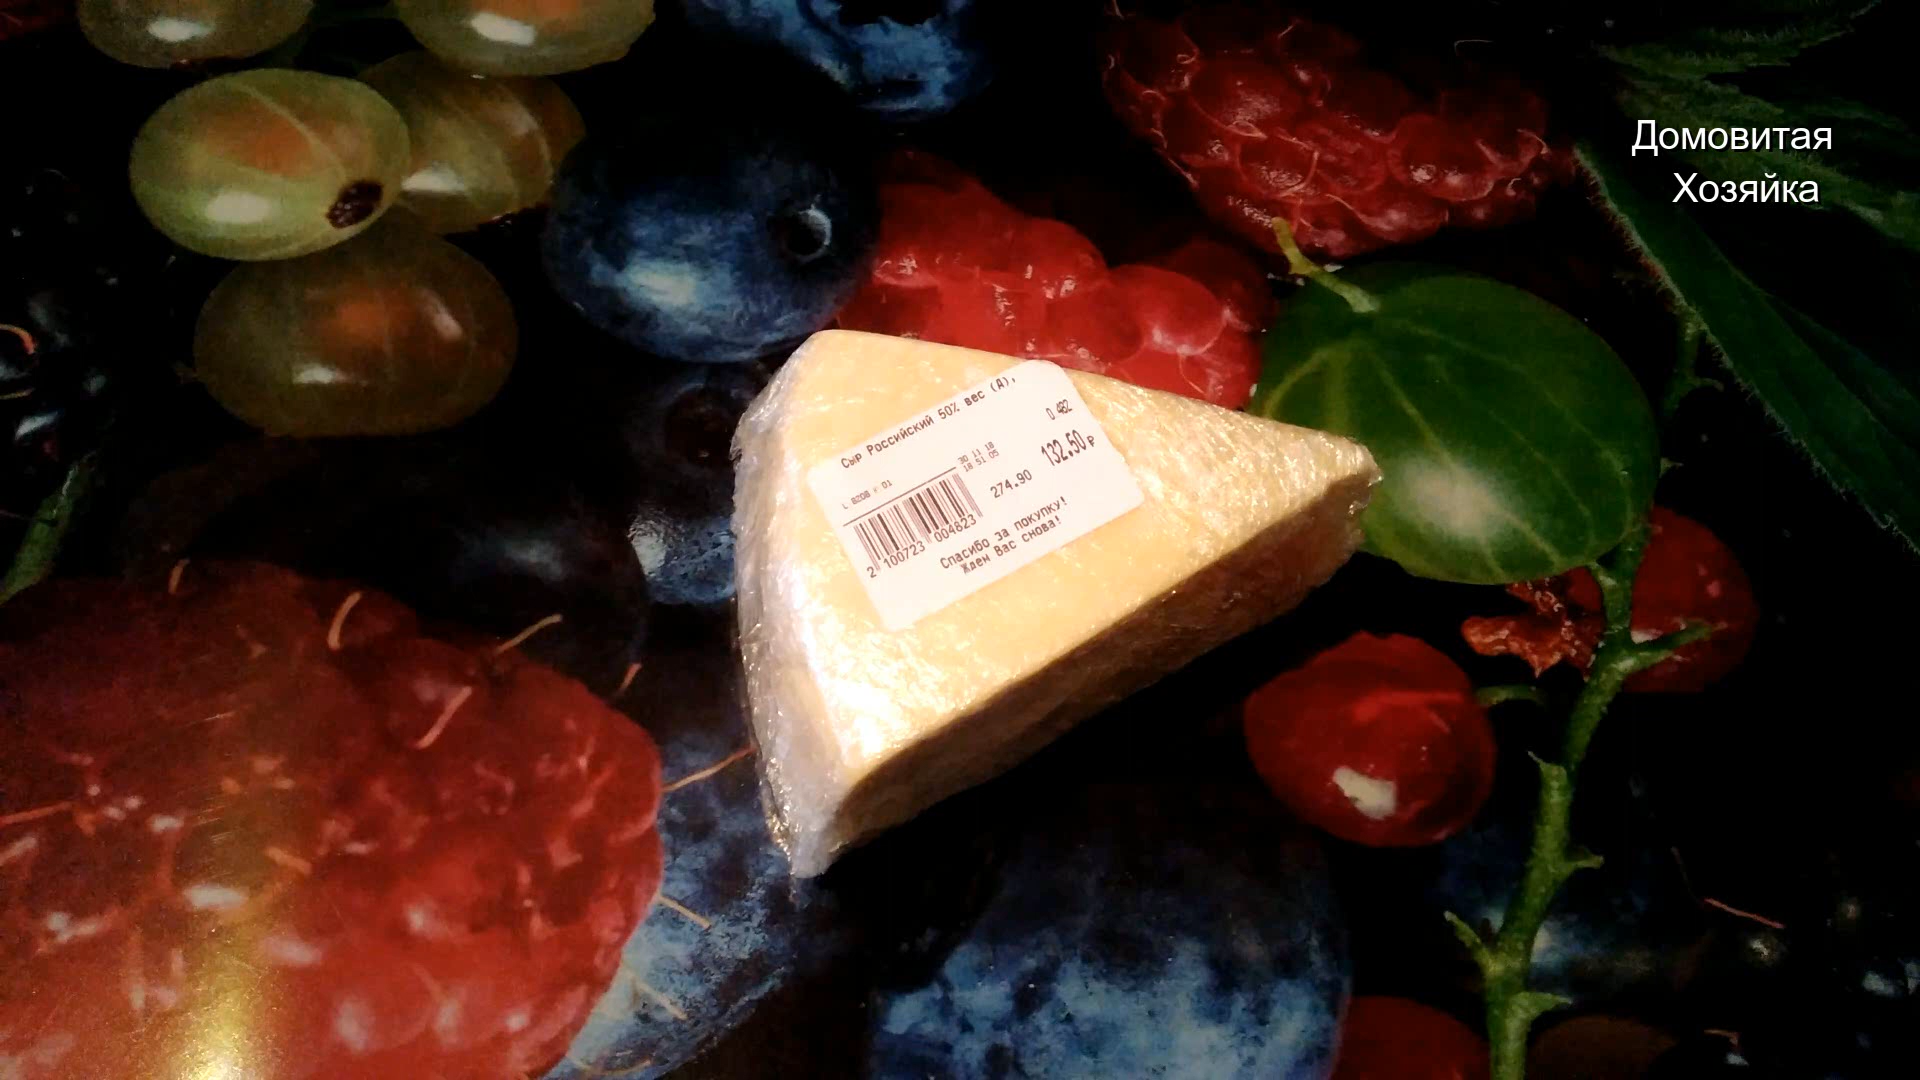 Домовитая
Хозяйка
Сыр Российский 50% вес (А),
0.482
30 11 18
18 51 05
132.50₽
274.90
2 100723 004823
Спасибо за покупку!
Ждем Вас снова!